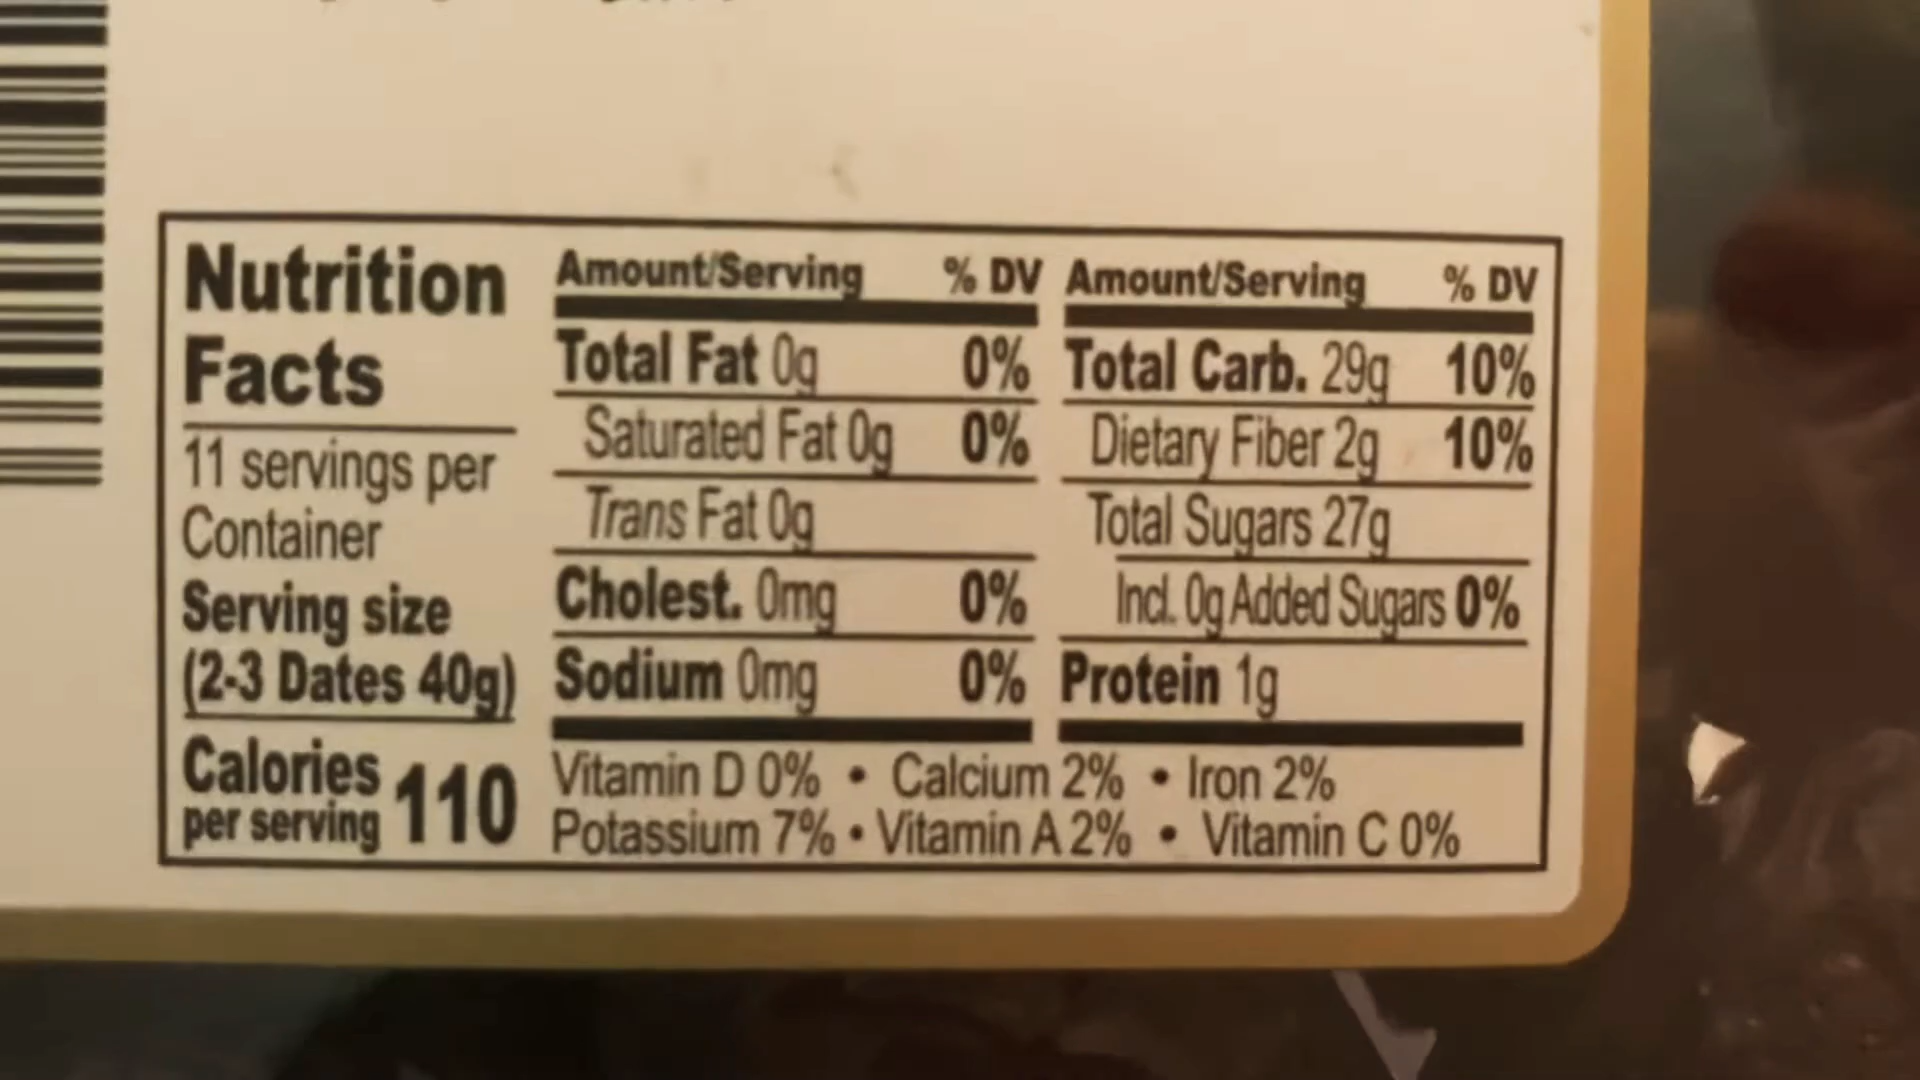 Nutrition
Facts
11 servings per
Container
Serving size
(2-3 Dates 40g)
Calories
per serving 110
Amount/Serving % DV
Total Fat 0g 0%
Saturated Fat 0g 0%
Trans Fat 0g
Cholest. 0mg 0%
Sodium 0mg 0%
Amount/Serving % DV
Total Carb. 29g 10%
Dietary Fiber 2g 10%
Total Sugars 27g
Incl. 0g Added Sugars 0%
Protein 1g
Vitamin D 0% • Calcium 2% • Iron 2%
Potassium 7% • Vitamin A 2% • Vitamin C 0%